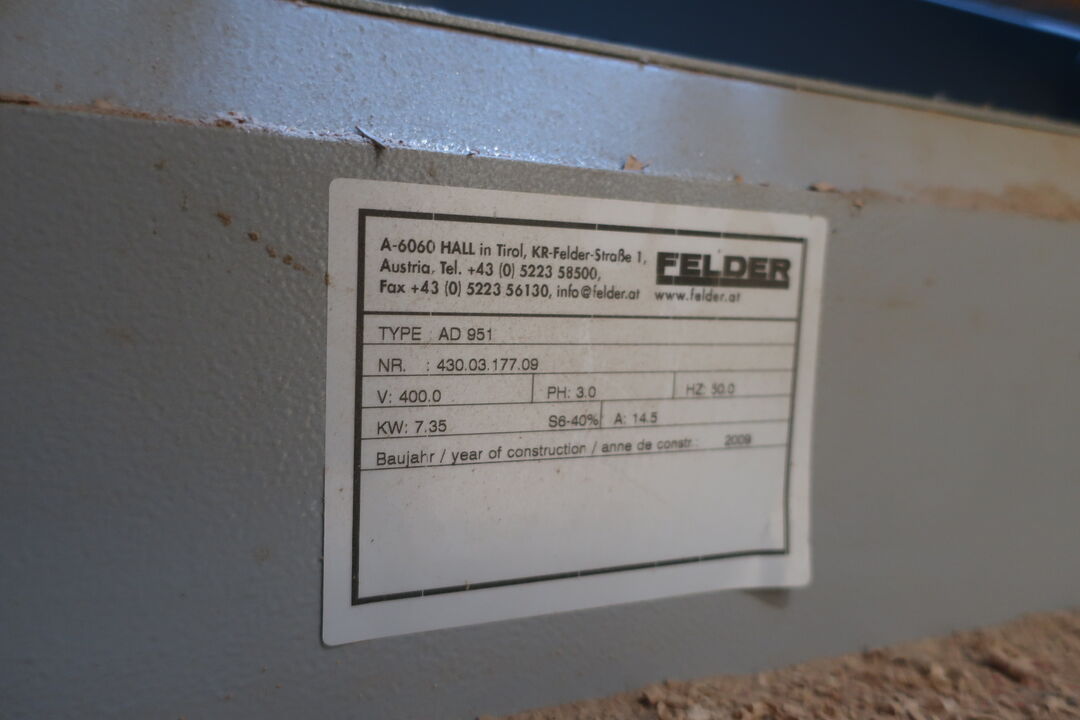 A-6060 HALL in Tirol, KR-Felder-Straße 1,
Austria, Tel. +43 (0) 5223 58500,
Fax +43 (0) 5223 56130, info@felder.at
FELDER
www.felder.at
TYPE : AD 951
NR. : 430.03.177.09
V: 400.0 PH: 3.0 HZ: 50.0
KW: 7.35 S6-40% A: 14.5
Baujahr / year of construction / anne de constr.: 2009